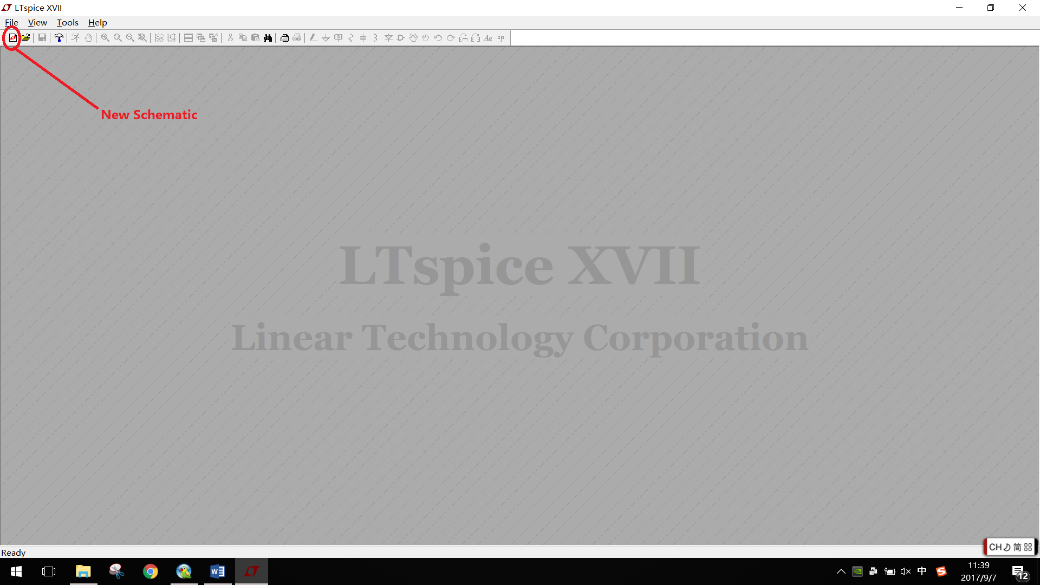 LTspice XVII
File View Tools Help
New Schematic
LTspice XVII
Linear Technology Corporation
Ready
CH 简
中
11:39
2017/9/7
12